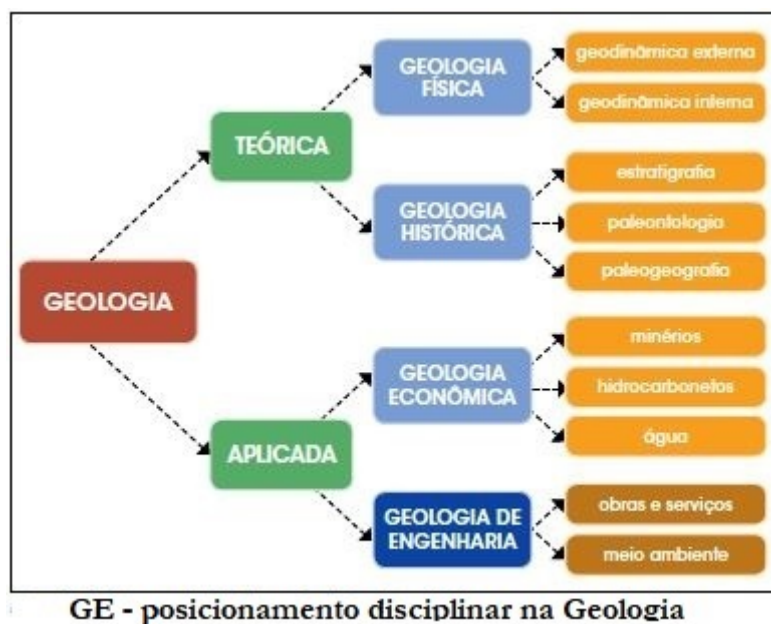 GEOLOGIA
TEÓRICA
GEOLOGIA
FÍSICA
geodinâmica externa
geodinâmica interna
GEOLOGIA
HISTÓRICA
estratigrafia
paleontologia
paleogeografia
APLICADA
GEOLOGIA
ECONÔMICA
minérios
hidrocarbonetos
água
GEOLOGIA DE
ENGENHARIA
obras e serviços
meio ambiente
GE - posicionamento disciplinar na Geologia